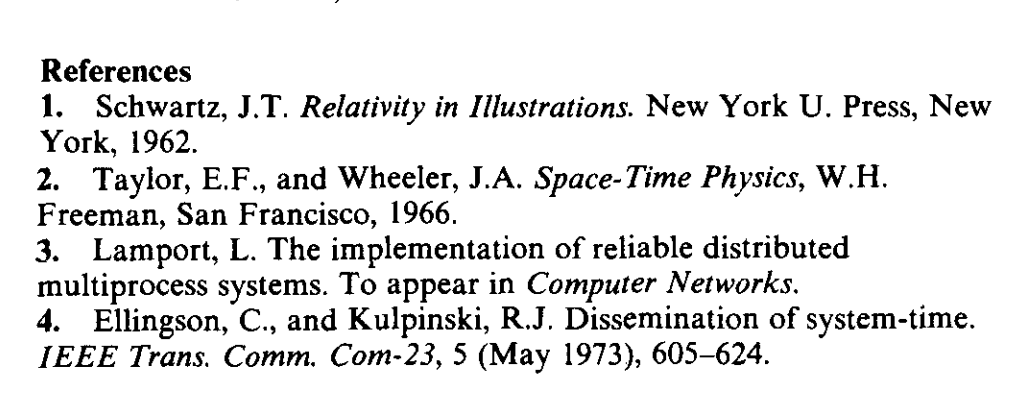 References
1. Schwartz, J.T. Relativity in Illustrations. New York U. Press, New
York, 1962.
2. Taylor, E.F., and Wheeler, J.A. Space-Time Physics, W.H.
Freeman, San Francisco, 1966.
3. Lamport, L. The implementation of reliable distributed
multiprocess systems. To appear in Computer Networks.
4. Ellingson, C., and Kulpinski, R.J. Dissemination of system-time.
IEEE Trans. Comm. Com-23, 5 (May 1973), 605–624.